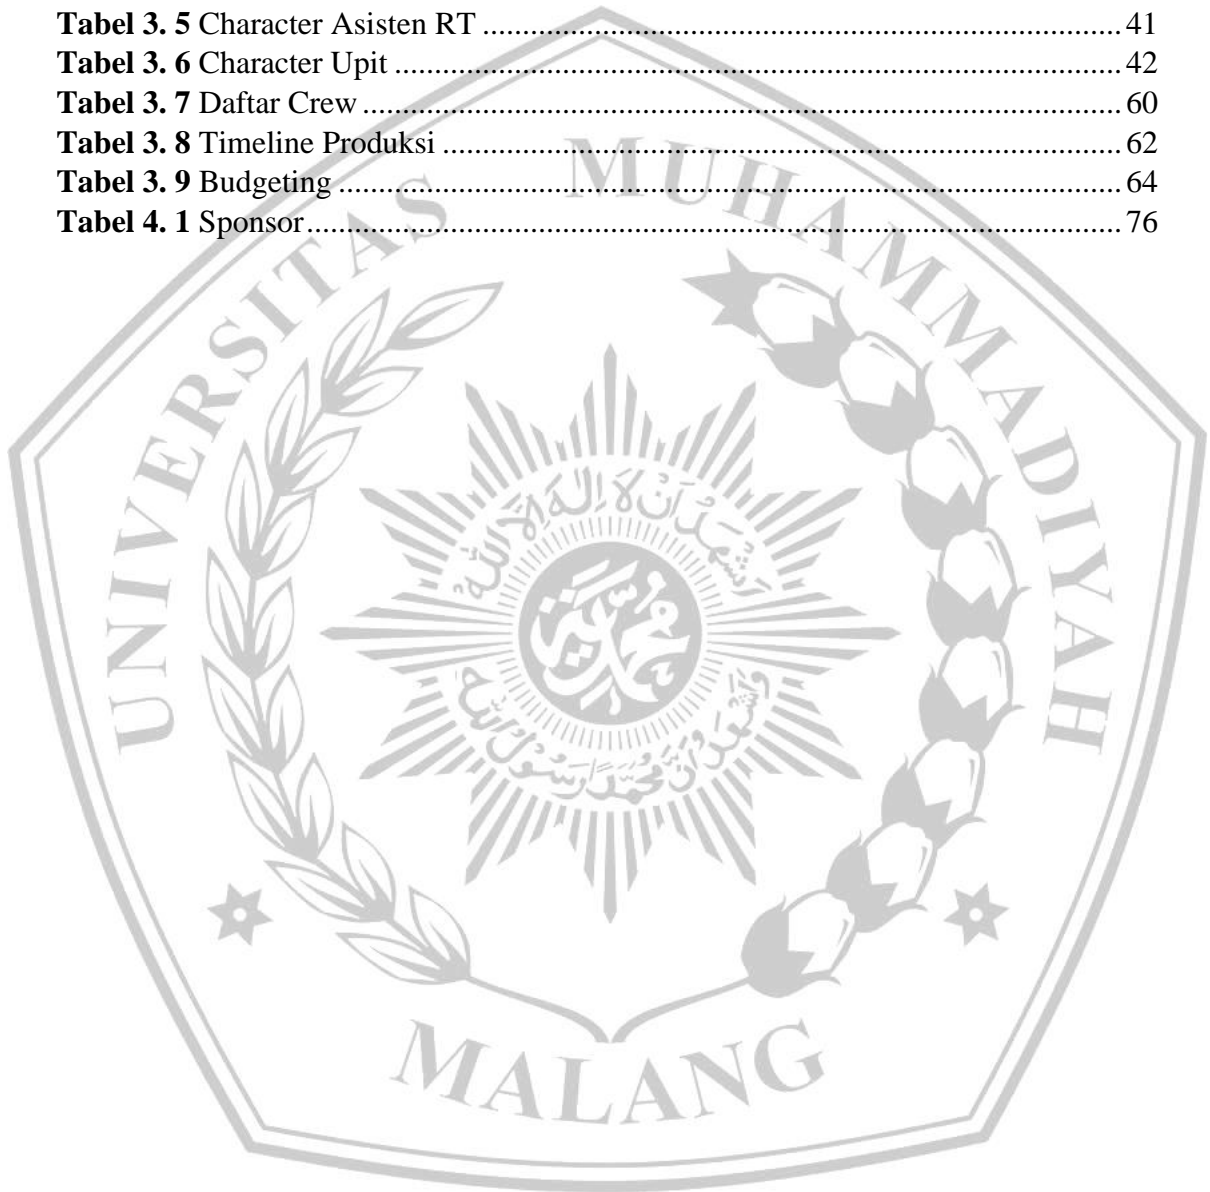 Tabel 3. 5 Character Asisten RT ........................................................................ 41
Tabel 3. 6 Character Upit ........................................................................ 42
Tabel 3. 7 Daftar Crew ........................................................................ 60
Tabel 3. 8 Timeline Produksi ........................................................................ 62
Tabel 3. 9 Budgeting ........................................................................ 64
Tabel 4. 1 Sponsor ........................................................................ 76
UNIVERSITAS MUHAMMADIYAH
MALANG